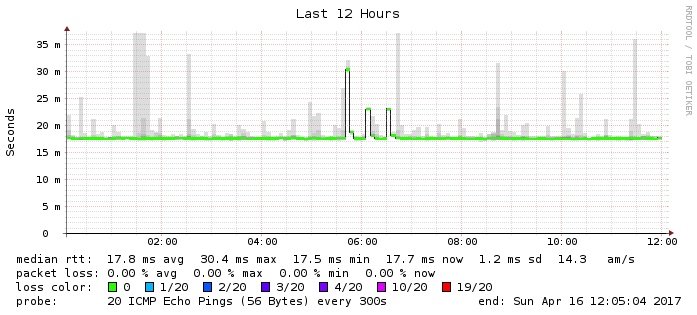 Last 12 Hours
RRDTOOL / TOBI OETIKER
Seconds
35 m
30 m
25 m
20 m
15 m
10 m
5 m
0
02:00 04:00 06:00 08:00 10:00 12:00
median rtt: 17.8 ms avg 30.4 ms max 17.5 ms min 17.7 ms now 1.2 ms sd 14.3 am/s
packet loss: 0.00 % avg 0.00 % max 0.00 % min 0.00 % now
loss color: 0 1/20 2/20 3/20 4/20 10/20 19/20
probe: 20 ICMP Echo Pings (56 Bytes) every 300s end: Sun Apr 16 12:05:04 2017